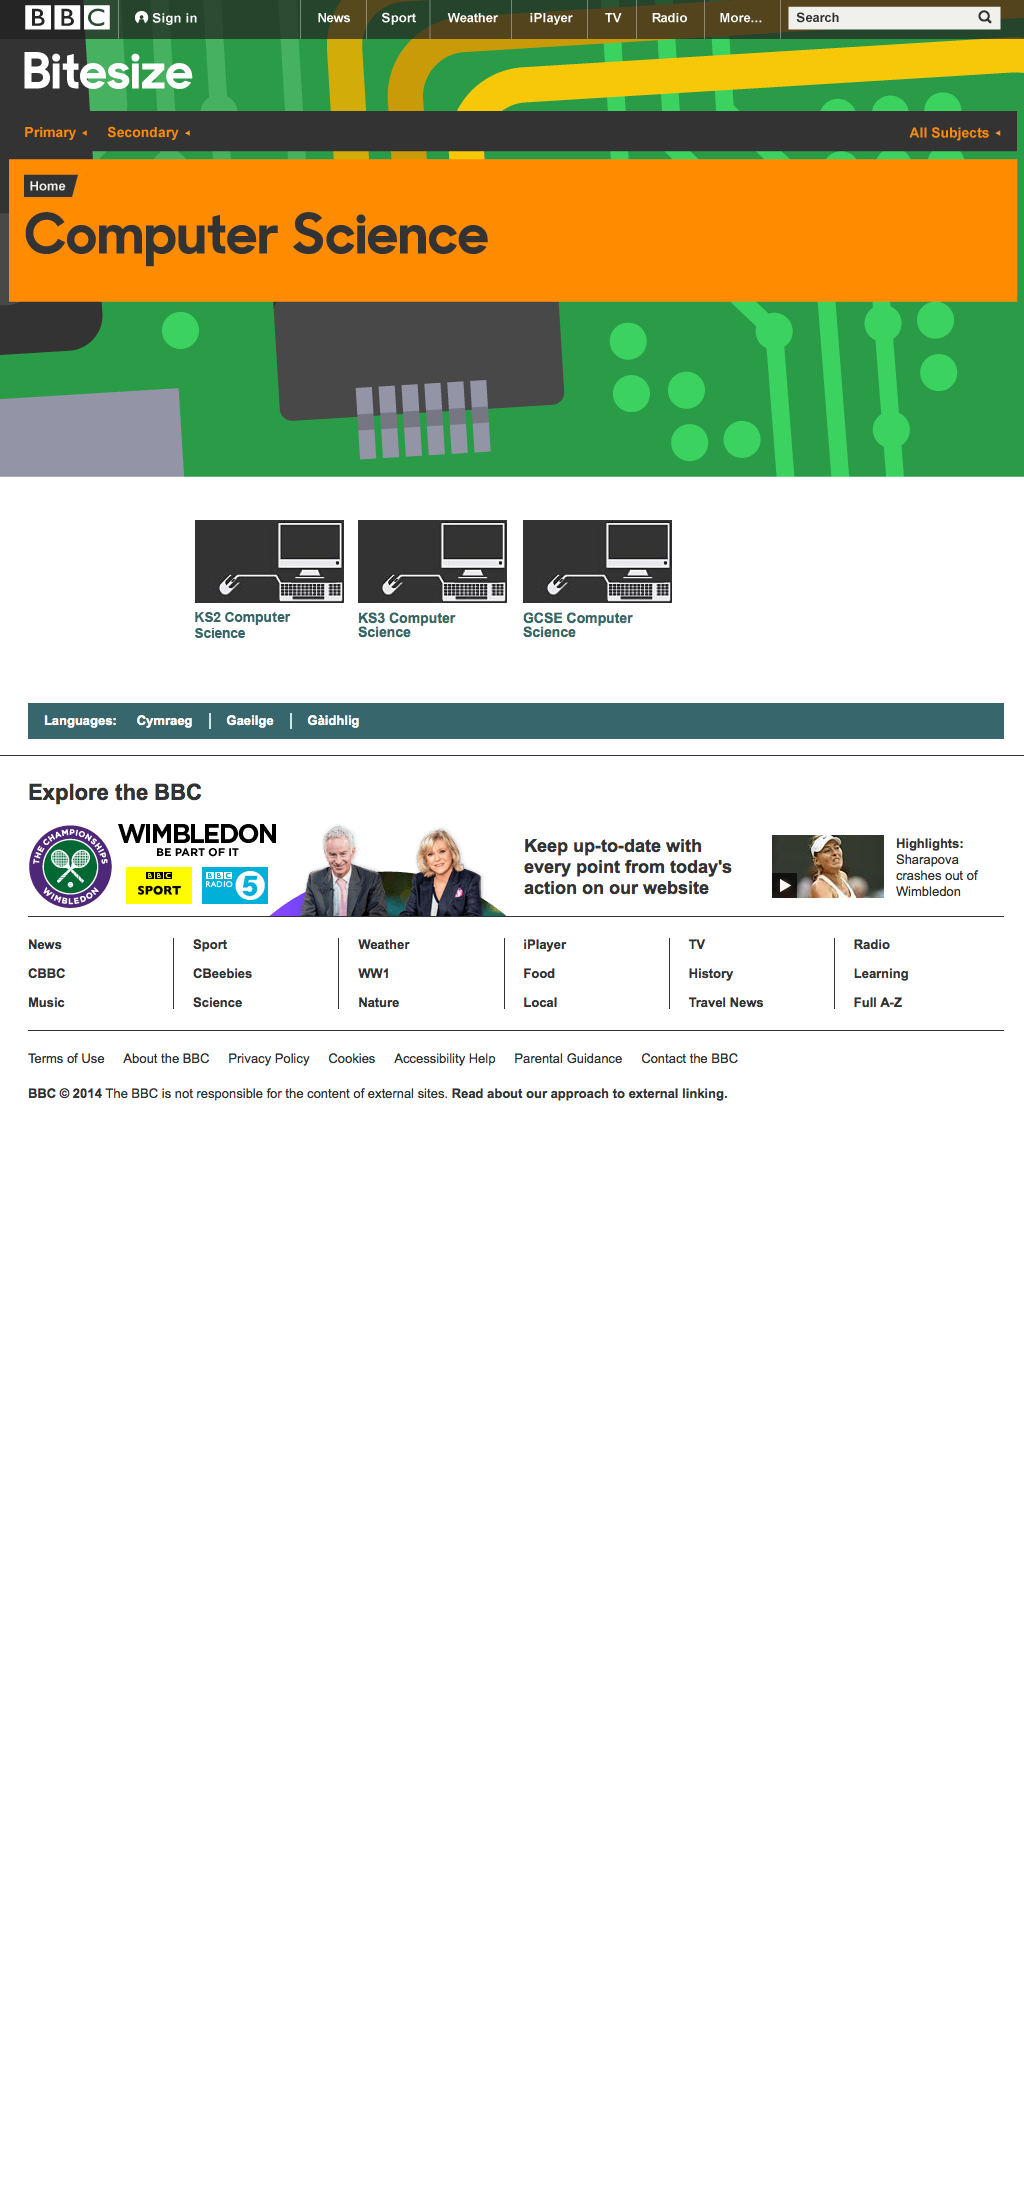 BBC Sign in News Sport Weather iPlayer TV Radio More... Search
Bitesize
Primary Secondary All Subjects
Home
Computer Science
KS2 Computer Science
KS3 Computer Science
GCSE Computer Science
Languages: Cymraeg Gaeilge Gàidhlig
Explore the BBC
THE CHAMPIONSHIPS
WIMBLEDON
WIMBLEDON
BE PART OF IT
BBC SPORT
BBC RADIO 5
Keep up-to-date with
every point from today's
action on our website
Highlights:
Sharapova
crashes out of
Wimbledon
News Sport Weather iPlayer TV Radio
CBBC CBeebies WW1 Food History Learning
Music Science Nature Local Travel News Full A-Z
Terms of Use About the BBC Privacy Policy Cookies Accessibility Help Parental Guidance Contact the BBC
BBC © 2014 The BBC is not responsible for the content of external sites. Read about our approach to external linking.